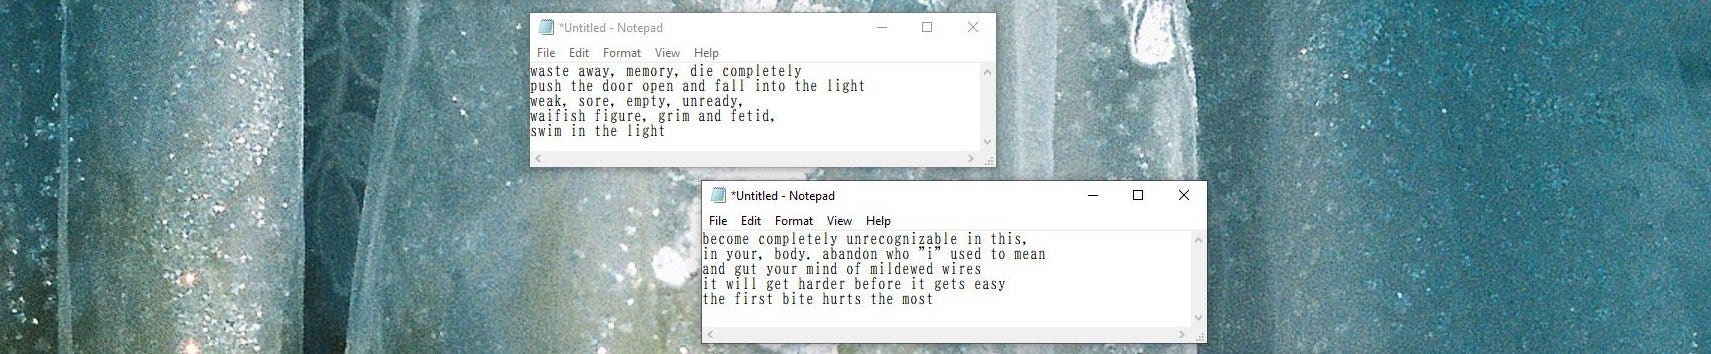 *Untitled - Notepad
File Edit Format View Help
waste away, memory, die completely
push the door open and fall into the light
weak, sore, empty, unready,
waifish figure, grim and fetid,
swim in the light
*Untitled - Notepad
File Edit Format View Help
become completely unrecognizable in this,
in your, body. abandon who "i" used to mean
and gut your mind of mildewed wires
it will get harder before it gets easy
the first bite hurts the most